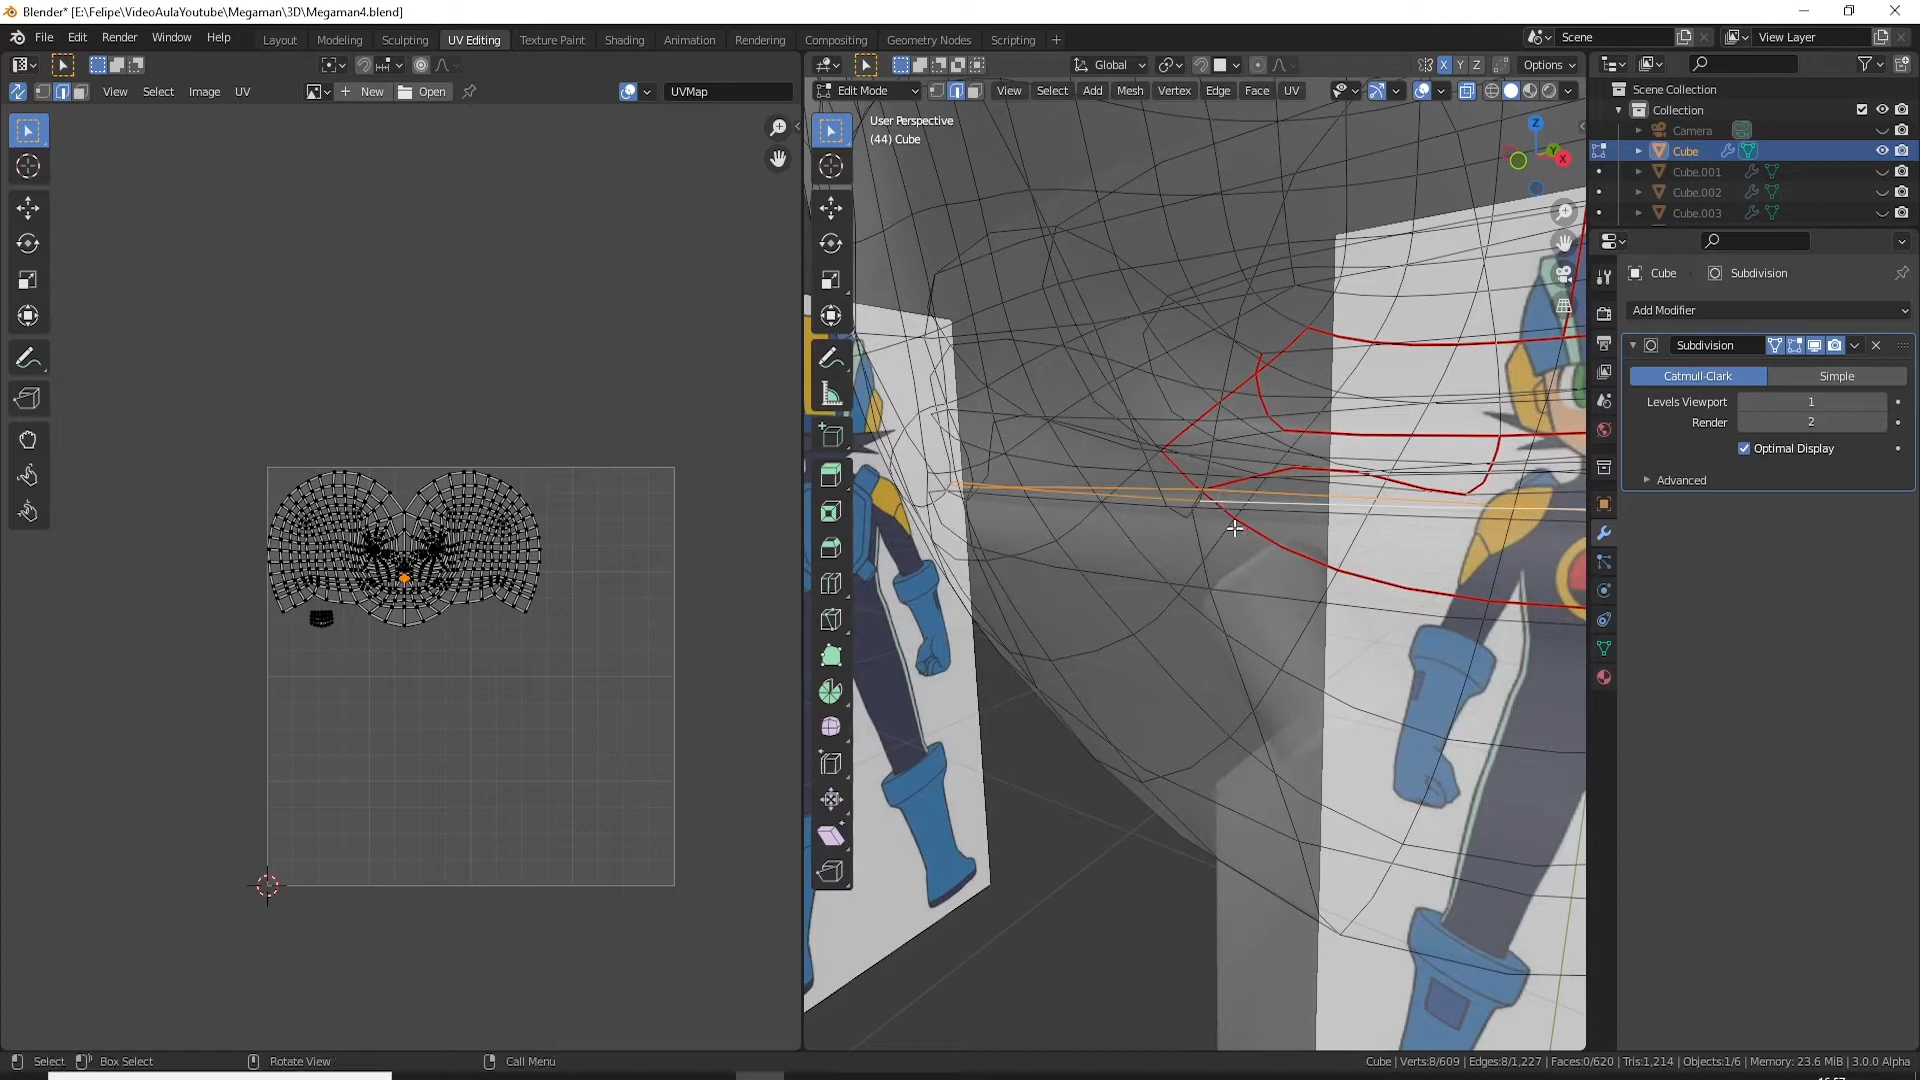 Blender* [E:\Felipe\VideoAulaYoutube\Megaman\3D\Megaman4.blend]
File Edit Render Window Help Layout Modeling Sculpting UV Editing Texture Paint Shading Animation Rendering Compositing Geometry Nodes Scripting + Scene View Layer
Global X Y Z Options
View Select Image UV New Open UVMap Edit Mode View Select Add Mesh Vertex Edge Face UV
Scene Collection
Collection
Camera
Cube
Cube.001
Cube.002
Cube.003
User Perspective
(44) Cube
Z
Y
X
Cube Subdivision
Add Modifier
Subdivision
Catmull-Clark Simple
Levels Viewport 1
Render 2
Optimal Display
Advanced
Select Box Select Rotate View Call Menu
Cube | Verts:8/609 | Edges:8/1,227 | Faces:0/620 | Tris:1,214 | Objects:1/6 | Memory: 23.6 MiB | 3.0.0 Alpha